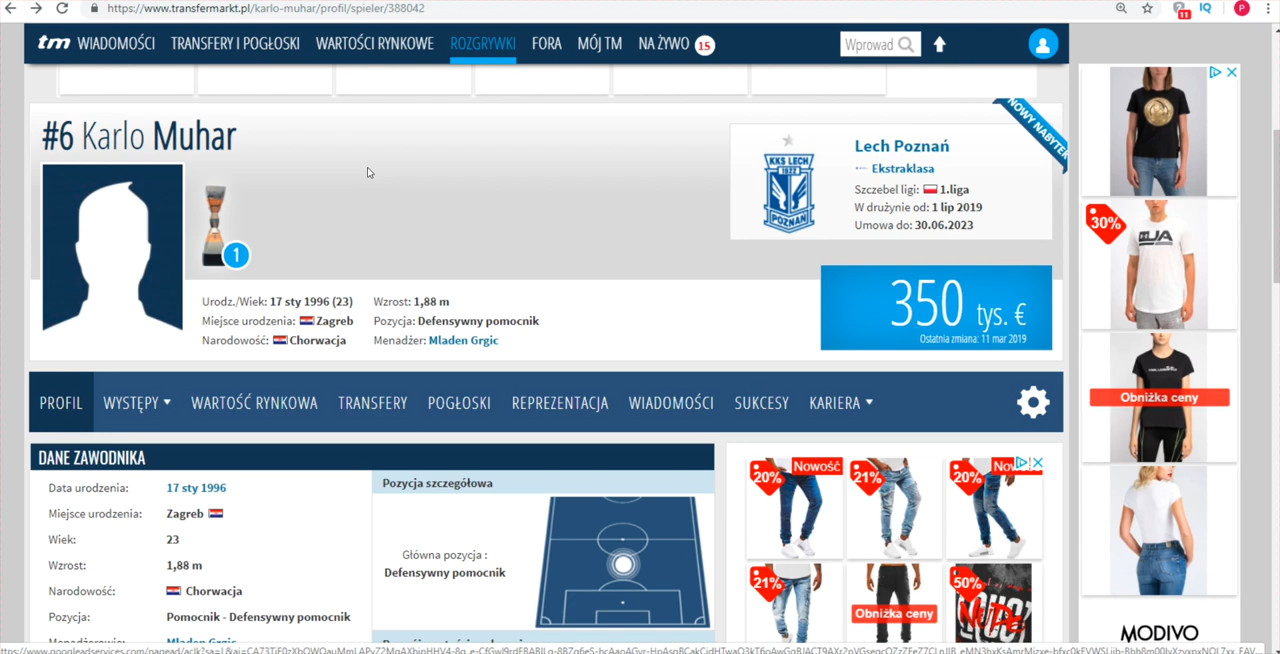 https://www.transfermarkt.pl/karlo-muhar/profil/spieler/388042
11
IQ
P
tm WIADOMOŚCI TRANSFERY I POGŁOSKI WARTOŚCI RYNKOWE ROZGRYWKI FORA MÓJ TM NA ŻYWO 15
Wprowad
#6 Karlo Muhar
NOWY NABYTEK
1
KKS LECH
1922
POZNAŃ
Lech Poznań
Ekstraklasa
Szczebel ligi: 1.liga
W drużynie od: 1 lip 2019
Umowa do: 30.06.2023
Urodz./Wiek: 17 sty 1996 (23)
Miejsce urodzenia: Zagreb
Narodowość: Chorwacja
Wzrost: 1,88 m
Pozycja: Defensywny pomocnik
Menadżer: Mladen Grgic
350 tys. €
Ostatnia zmiana: 11 mar 2019
PROFIL WYSTĘPY WARTOŚĆ RYNKOWA TRANSFERY POGŁOSKI REPREZENTACJA WIADOMOŚCI SUKCESY KARIERA
DANE ZAWODNIKA
Data urodzenia: 17 sty 1996
Miejsce urodzenia: Zagreb
Wiek: 23
Wzrost: 1,88 m
Narodowość: Chorwacja
Pozycja: Pomocnik - Defensywny pomocnik
Mladen Grgic
Pozycja szczegółowa
Główna pozycja :
Defensywny pomocnik
20% Nowość
21%
20%
21%
Obniżka ceny
50%
30%
Obniżka ceny
MODIVO